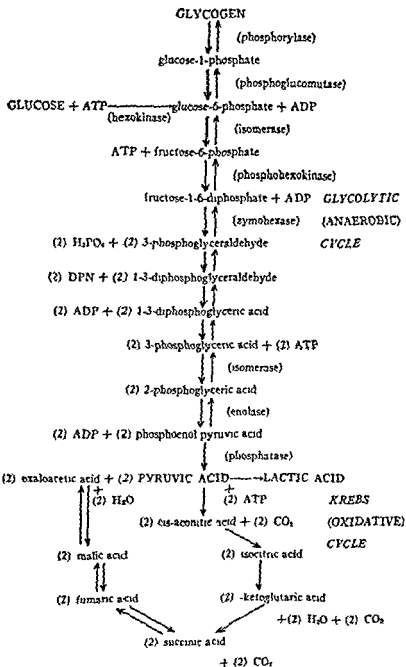 GLYCOGEN
(phosphorylase)
glucose-1-phosphate
(phosphoglucomutase)
GLUCOSE + ATP glucose-6-phosphate + ADP
(hexokinase)
(isomerase)
ATP + fructose-6-phosphate
(phosphohexokinase)
fructose-1-6-diphosphate + ADP GLYCOLYTIC
(zymohexase) (ANAEROBIC)
(2) H₃PO₄ + (2) 3-phosphoglyceraldehyde CYCLE
(2) DPN + (2) 1-3-diphosphoglyceraldehyde
(2) ADP + (2) 1-3-diphosphoglyceric acid
(2) 3-phosphoglyceric acid + (2) ATP
(isomerase)
(2) 2-phosphoglyceric acid
(enolase)
(2) ADP + (2) phosphoenol pyruvic acid
(phosphatase)
(2) oxaloacetic acid + (2) PYRUVIC ACID LACTIC ACID
+ +
(2) H₂O (2) ATP KREBS
(2) cis-aconitic acid + (2) CO₂ (OXIDATIVE)
CYCLE
(2) malic acid (2) isocitric acid
(2) fumaric acid (2) -ketoglutaric acid
+(2) H₂O + (2) CO₂
(2) succinic acid
+ (2) CO₂